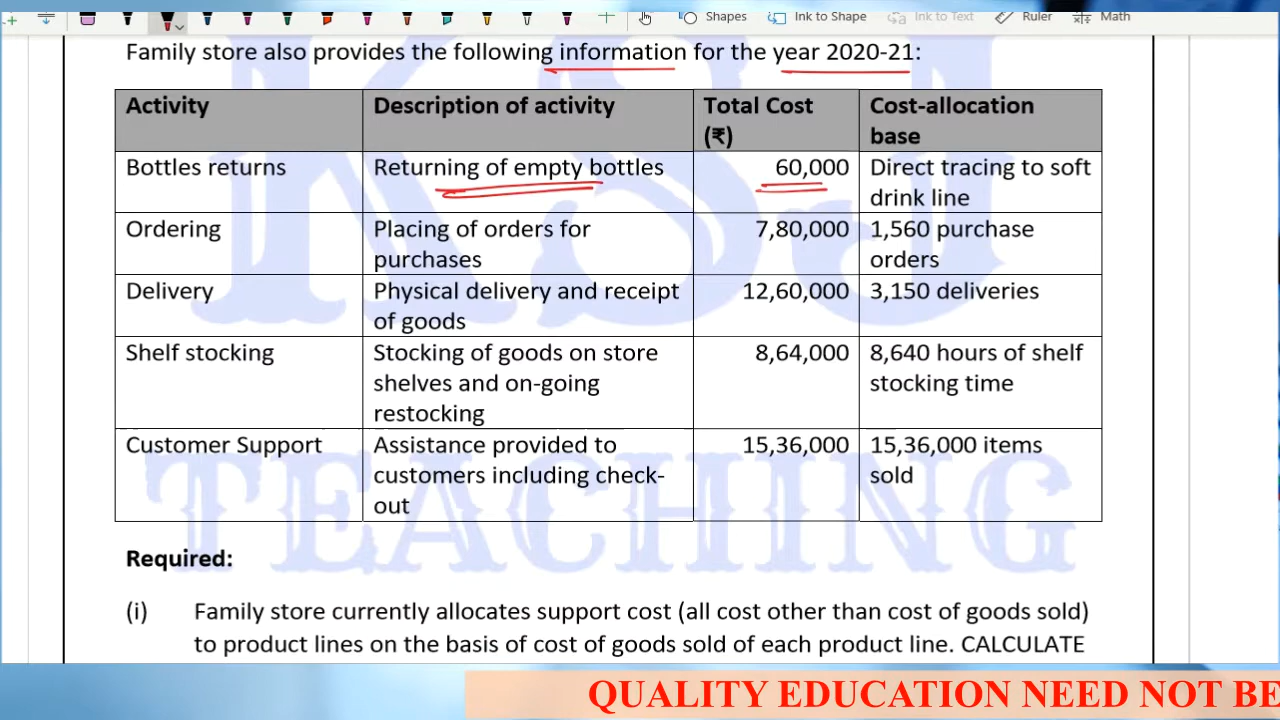 Shapes Ink to Shape Ink to Text Ruler Math
Family store also provides the following information for the year 2020-21:
Activity Description of activity Total Cost Cost-allocation
(₹) base
Bottles returns Returning of empty bottles 60,000 Direct tracing to soft
drink line
Ordering Placing of orders for 7,80,000 1,560 purchase
purchases orders
Delivery Physical delivery and receipt 12,60,000 3,150 deliveries
of goods
Shelf stocking Stocking of goods on store 8,64,000 8,640 hours of shelf
shelves and on-going stocking time
restocking
Customer Support Assistance provided to 15,36,000 15,36,000 items
customers including check- sold
out
KSJ
TEACHING
Required:
(i) Family store currently allocates support cost (all cost other than cost of goods sold)
to product lines on the basis of cost of goods sold of each product line. CALCULATE
QUALITY EDUCATION NEED NOT BE